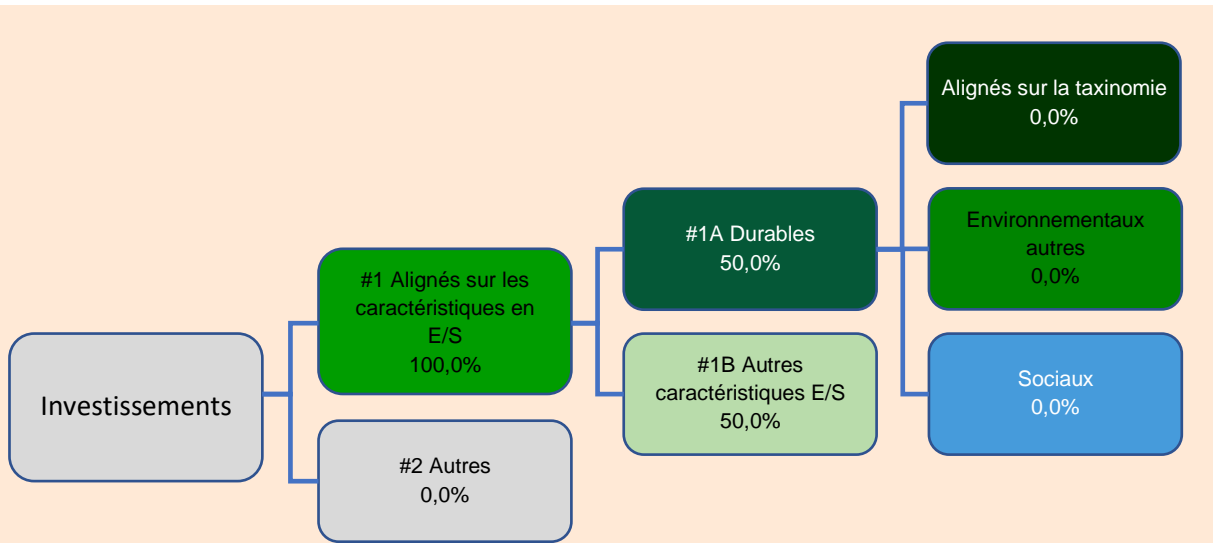 Investissements
#1 Alignés sur les
caractéristiques en
E/S
100,0%
#2 Autres
0,0%
#1A Durables
50,0%
#1B Autres
caractéristiques E/S
50,0%
Alignés sur la taxinomie
0,0%
Environnementaux
autres
0,0%
Sociaux
0,0%